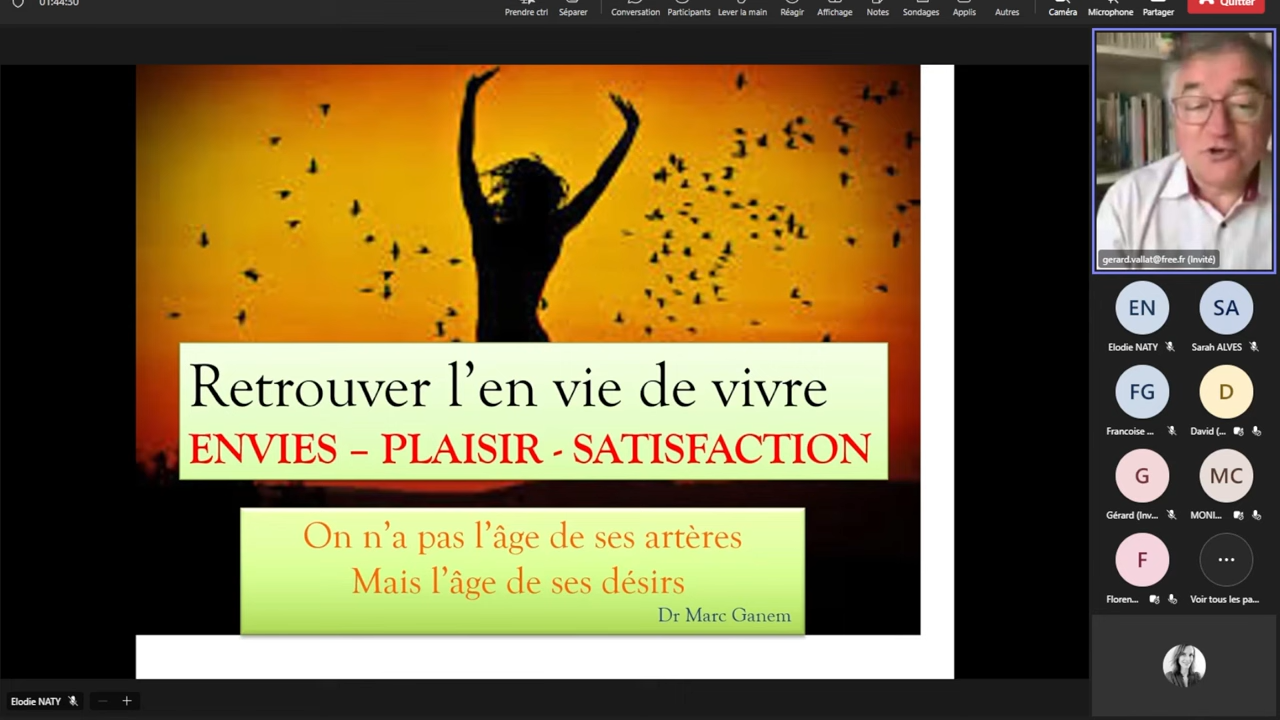 01:44:30
Prendre ctrl Séparer Conversation Participants Lever la main Réagir Affichage Notes Sondages Applis Autres Caméra Microphone Partager Quitter
Retrouver l'en vie de vivre
ENVIES – PLAISIR - SATISFACTION
On n'a pas l'âge de ses artères
Mais l'âge de ses désirs
Dr Marc Ganem
gerard.vallat@free.fr (Invité)
EN SA
Elodie NATY Sarah ALVES
FG D
Francoise ... David (...
G MC
Gérard (Inv... MONI...
F ...
Floren... Voir tous les pa...
Elodie NATY